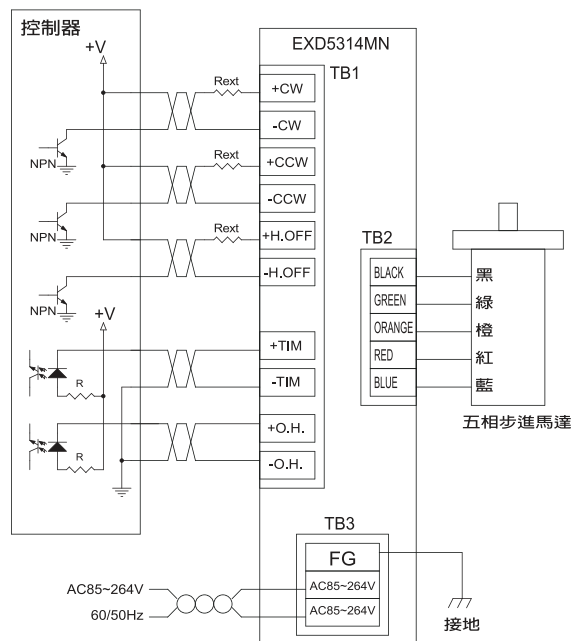 控制器
+V
EXD5314MN
TB1
Rext
+CW
-CW
NPN
Rext
+CCW
-CCW
NPN
Rext
+H.OFF
-H.OFF
NPN
+V
+TIM
R
-TIM
+O.H.
R
-O.H.
TB2
BLACK 黑
GREEN 綠
ORANGE 橙
RED 紅
BLUE 藍
五相步進馬達
TB3
FG
AC85~264V AC85~264V
60/50Hz AC85~264V
接地